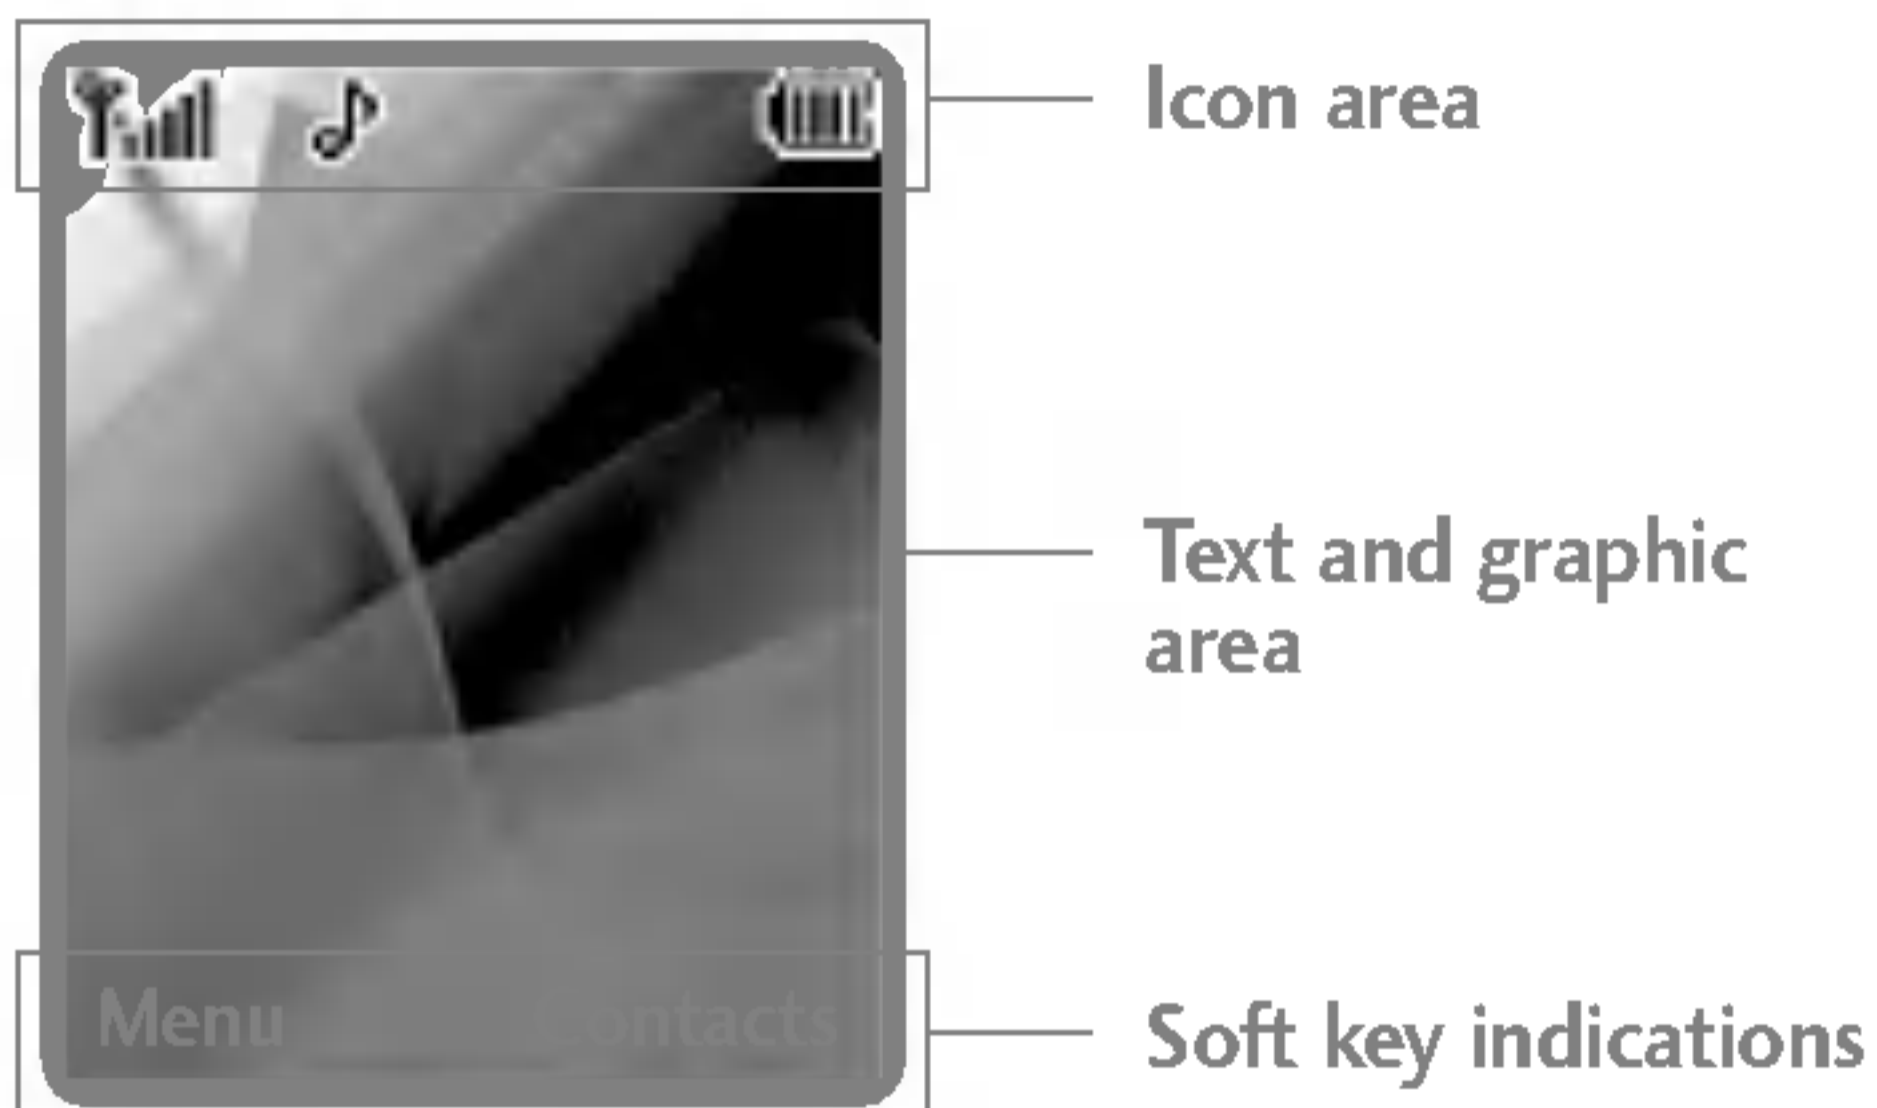 Icon area
Text and graphic
area
Menu
Contacts
Soft key indications